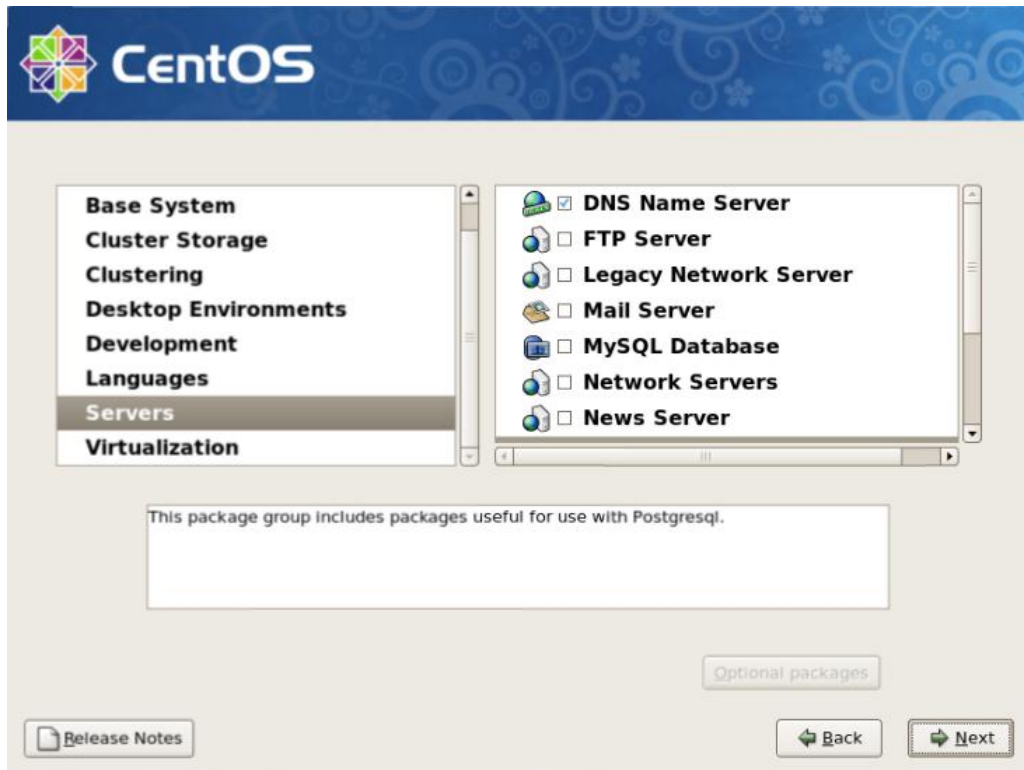 CentOS
Base System
Cluster Storage
Clustering
Desktop Environments
Development
Languages
Servers
Virtualization
DNS Name Server
FTP Server
Legacy Network Server
Mail Server
MySQL Database
Network Servers
News Server
This package group includes packages useful for use with Postgresql.
Optional packages
Release Notes
Back
Next